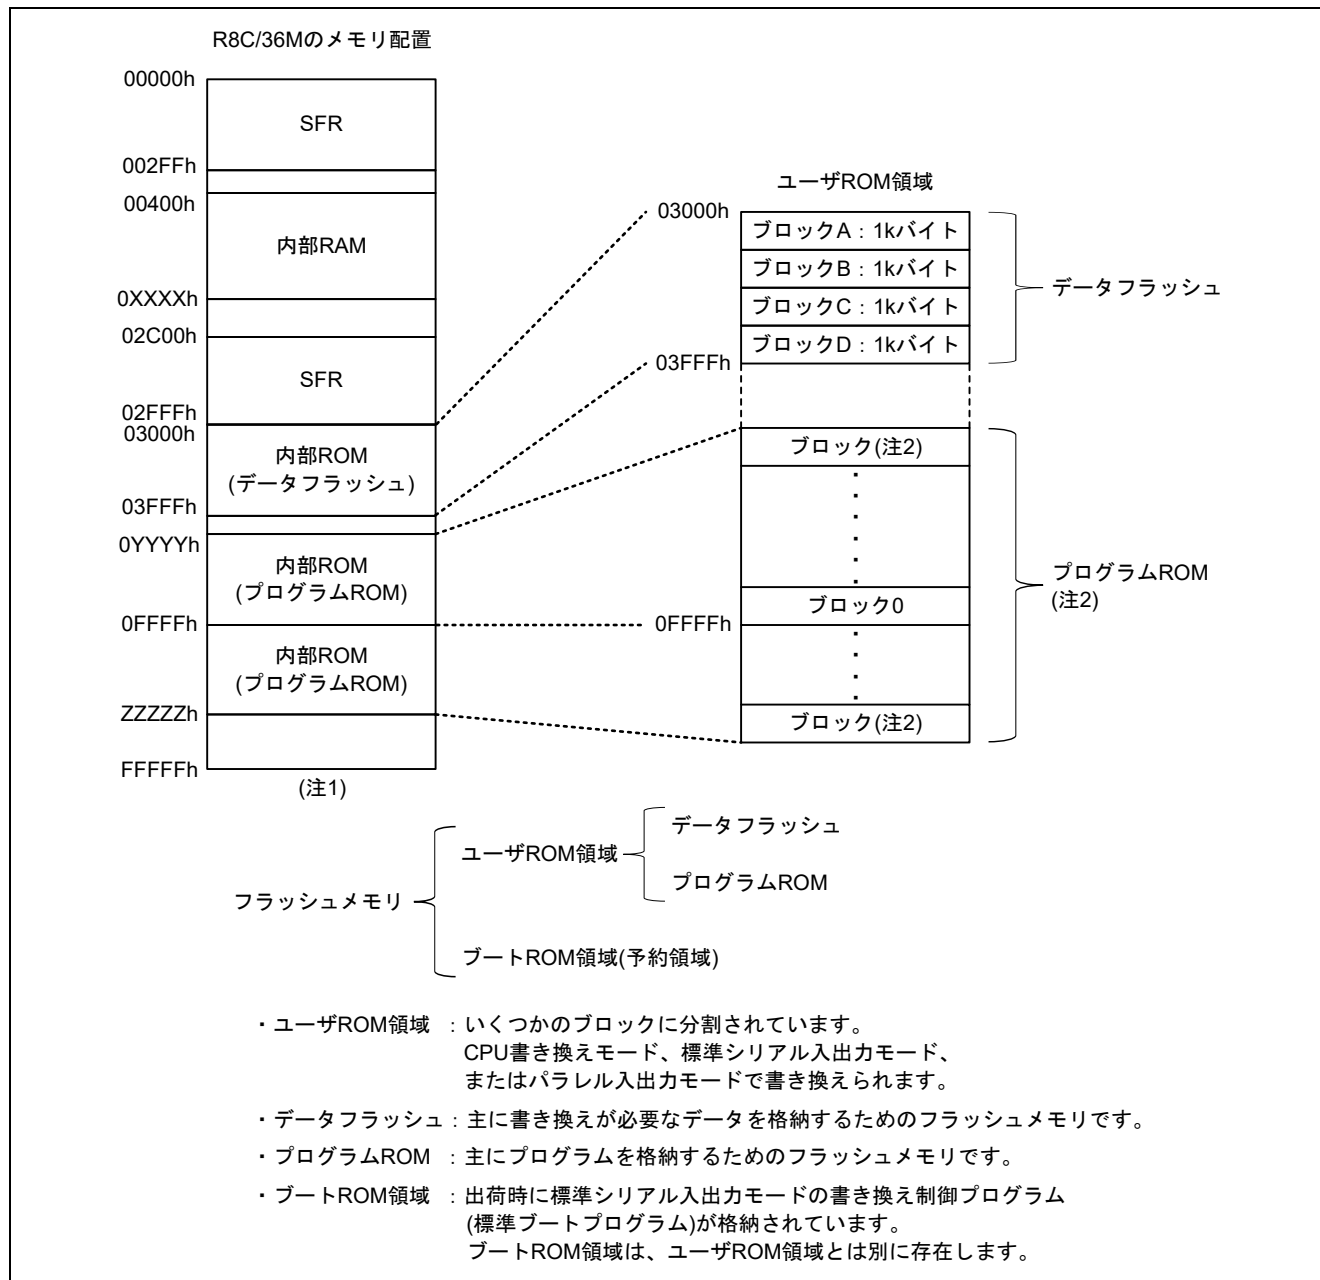 R8C/36Mのメモリ配置
00000h
SFR
002FFh
00400h
内部RAM
0XXXXh
02C00h
SFR
02FFFh
03000h
内部ROM
(データフラッシュ)
03FFFh
0YYYYh
内部ROM
(プログラムROM)
0FFFFh
内部ROM
(プログラムROM)
ZZZZZh
FFFFFh
(注1)
ユーザROM領域
03000h
ブロックA：1kバイト
ブロックB：1kバイト
ブロックC：1kバイト
ブロックD：1kバイト
03FFFh
データフラッシュ
ブロック(注2)
ブロック0
0FFFFh
ブロック(注2)
プログラムROM
(注2)
フラッシュメモリ
ユーザROM領域
データフラッシュ
プログラムROM
ブートROM領域(予約領域)
・ユーザROM領域　：いくつかのブロックに分割されています。
CPU書き換えモード、標準シリアル入出力モード、
またはパラレル入出力モードで書き換えられます。
・データフラッシュ：主に書き換えが必要なデータを格納するためのフラッシュメモリです。
・プログラムROM　：主にプログラムを格納するためのフラッシュメモリです。
・ブートROM領域　：出荷時に標準シリアル入出力モードの書き換え制御プログラム
(標準ブートプログラム)が格納されています。
ブートROM領域は、ユーザROM領域とは別に存在します。